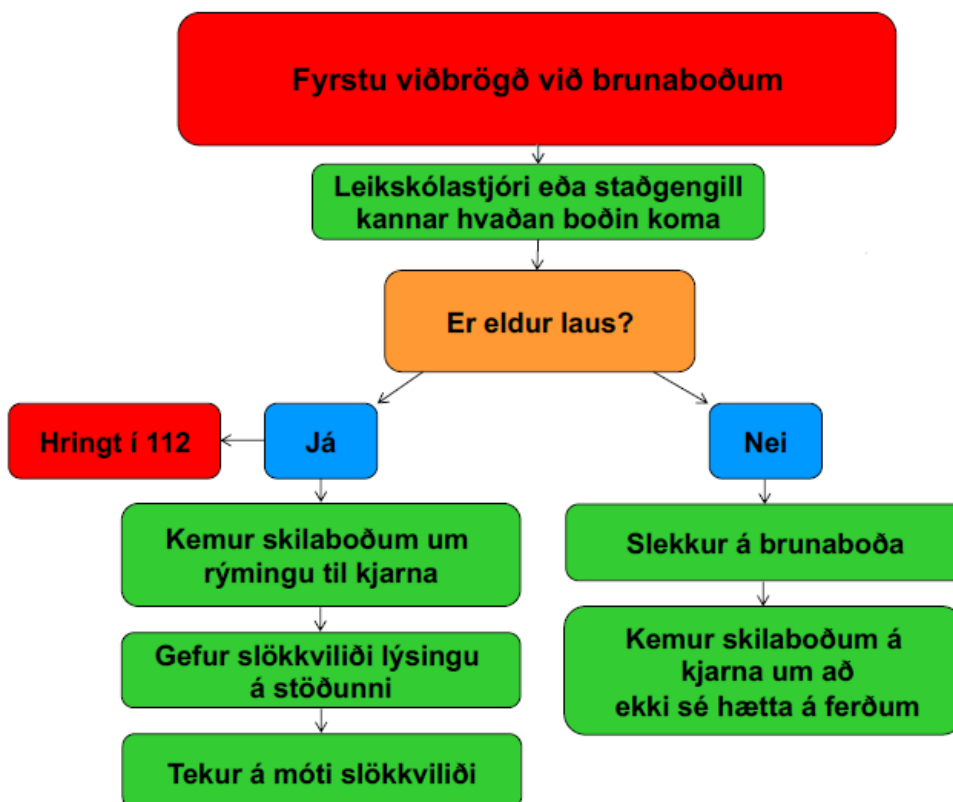 Fyrstu viðbrögð við brunaboðum
Leikskólastjóri eða staðgengill
kannar hvaðan boðin koma
Er eldur laus?
Hringt í 112
Já
Nei
Kemur skilaboðum um
rýmingu til kjarna
Gefur slökkviliði lýsingu
á stöðunni
Tekur á móti slökkviliði
Slekkur á brunaboða
Kemur skilaboðum á
kjarna um að
ekki sé hætta á ferðum